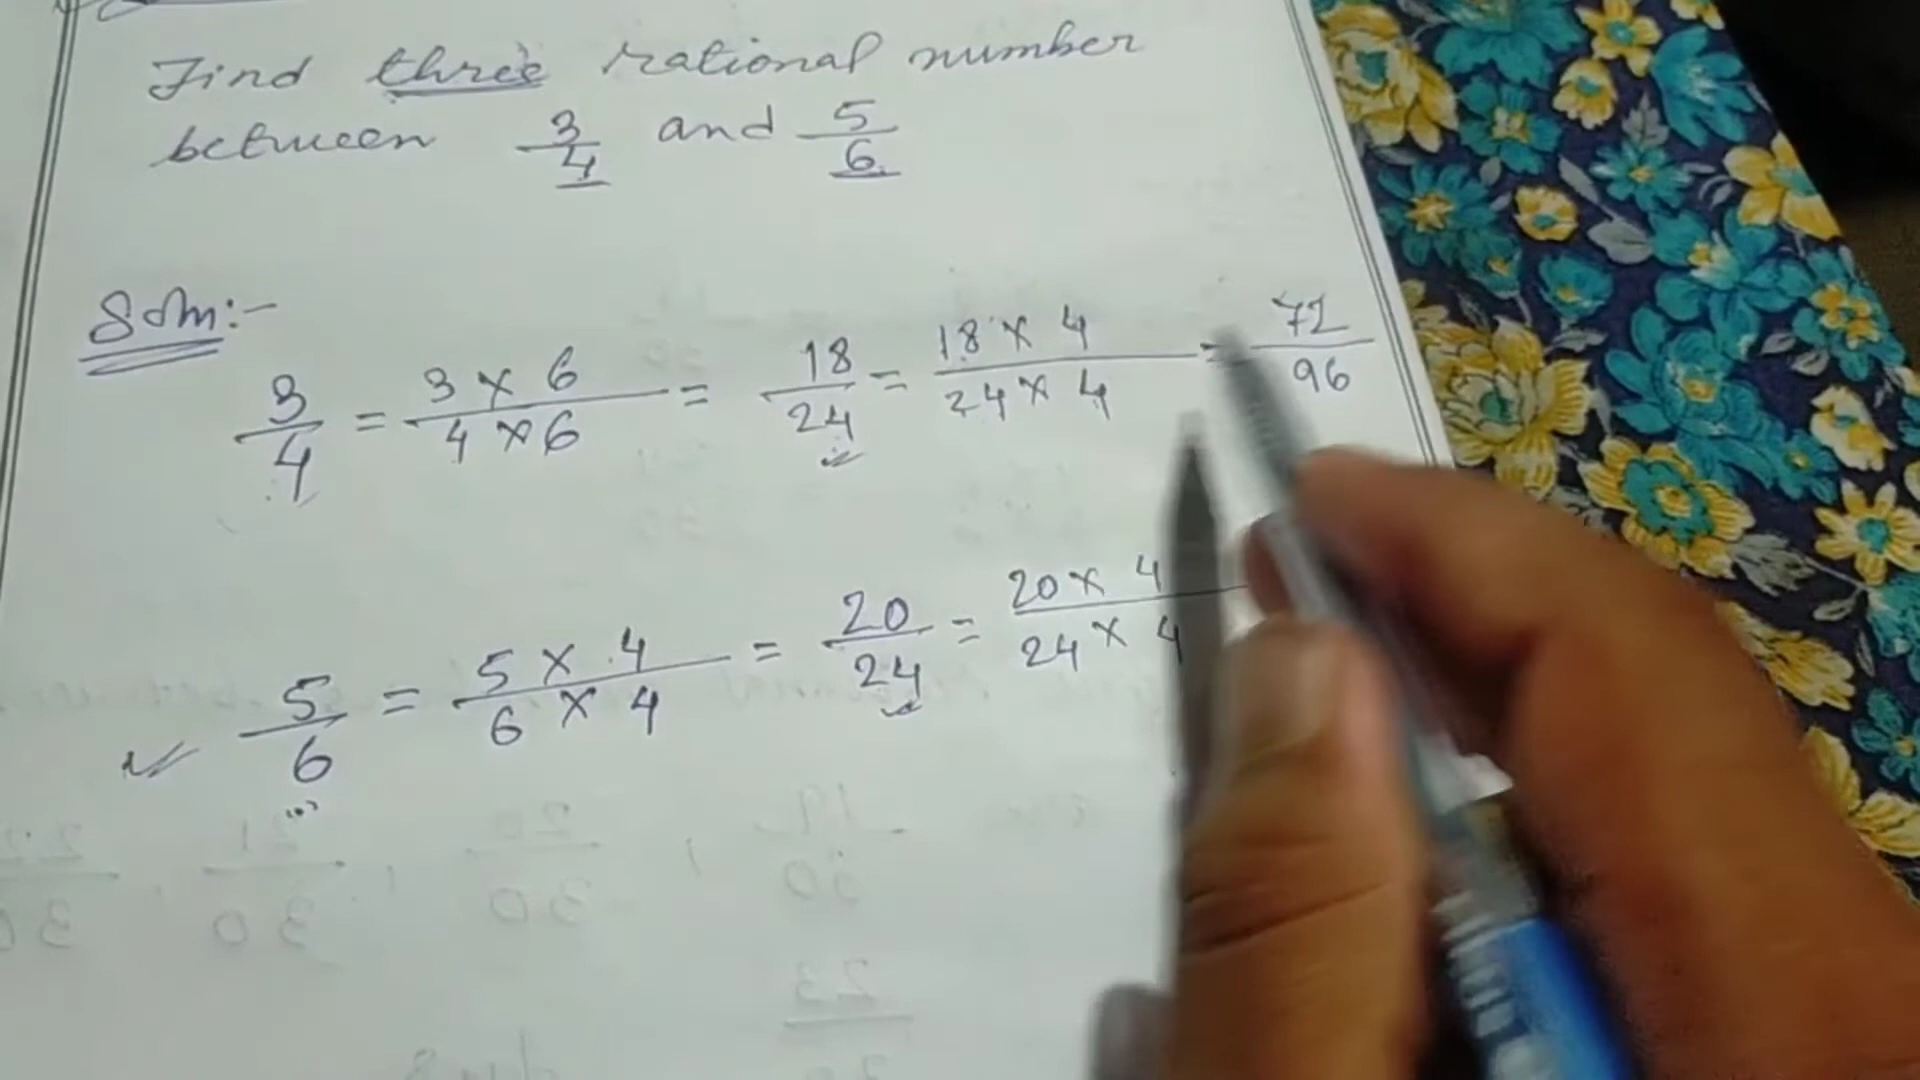 Find three rational number
between 3/4 and 5/6
Soln:-
3/4 = 3 × 6 / 4 × 6 = 18/24 = 18 × 4 / 24 × 4 = 72/96
5/6 = 5 × 4 / 6 × 4 = 20/24 = 20 × 4 / 24 × 4